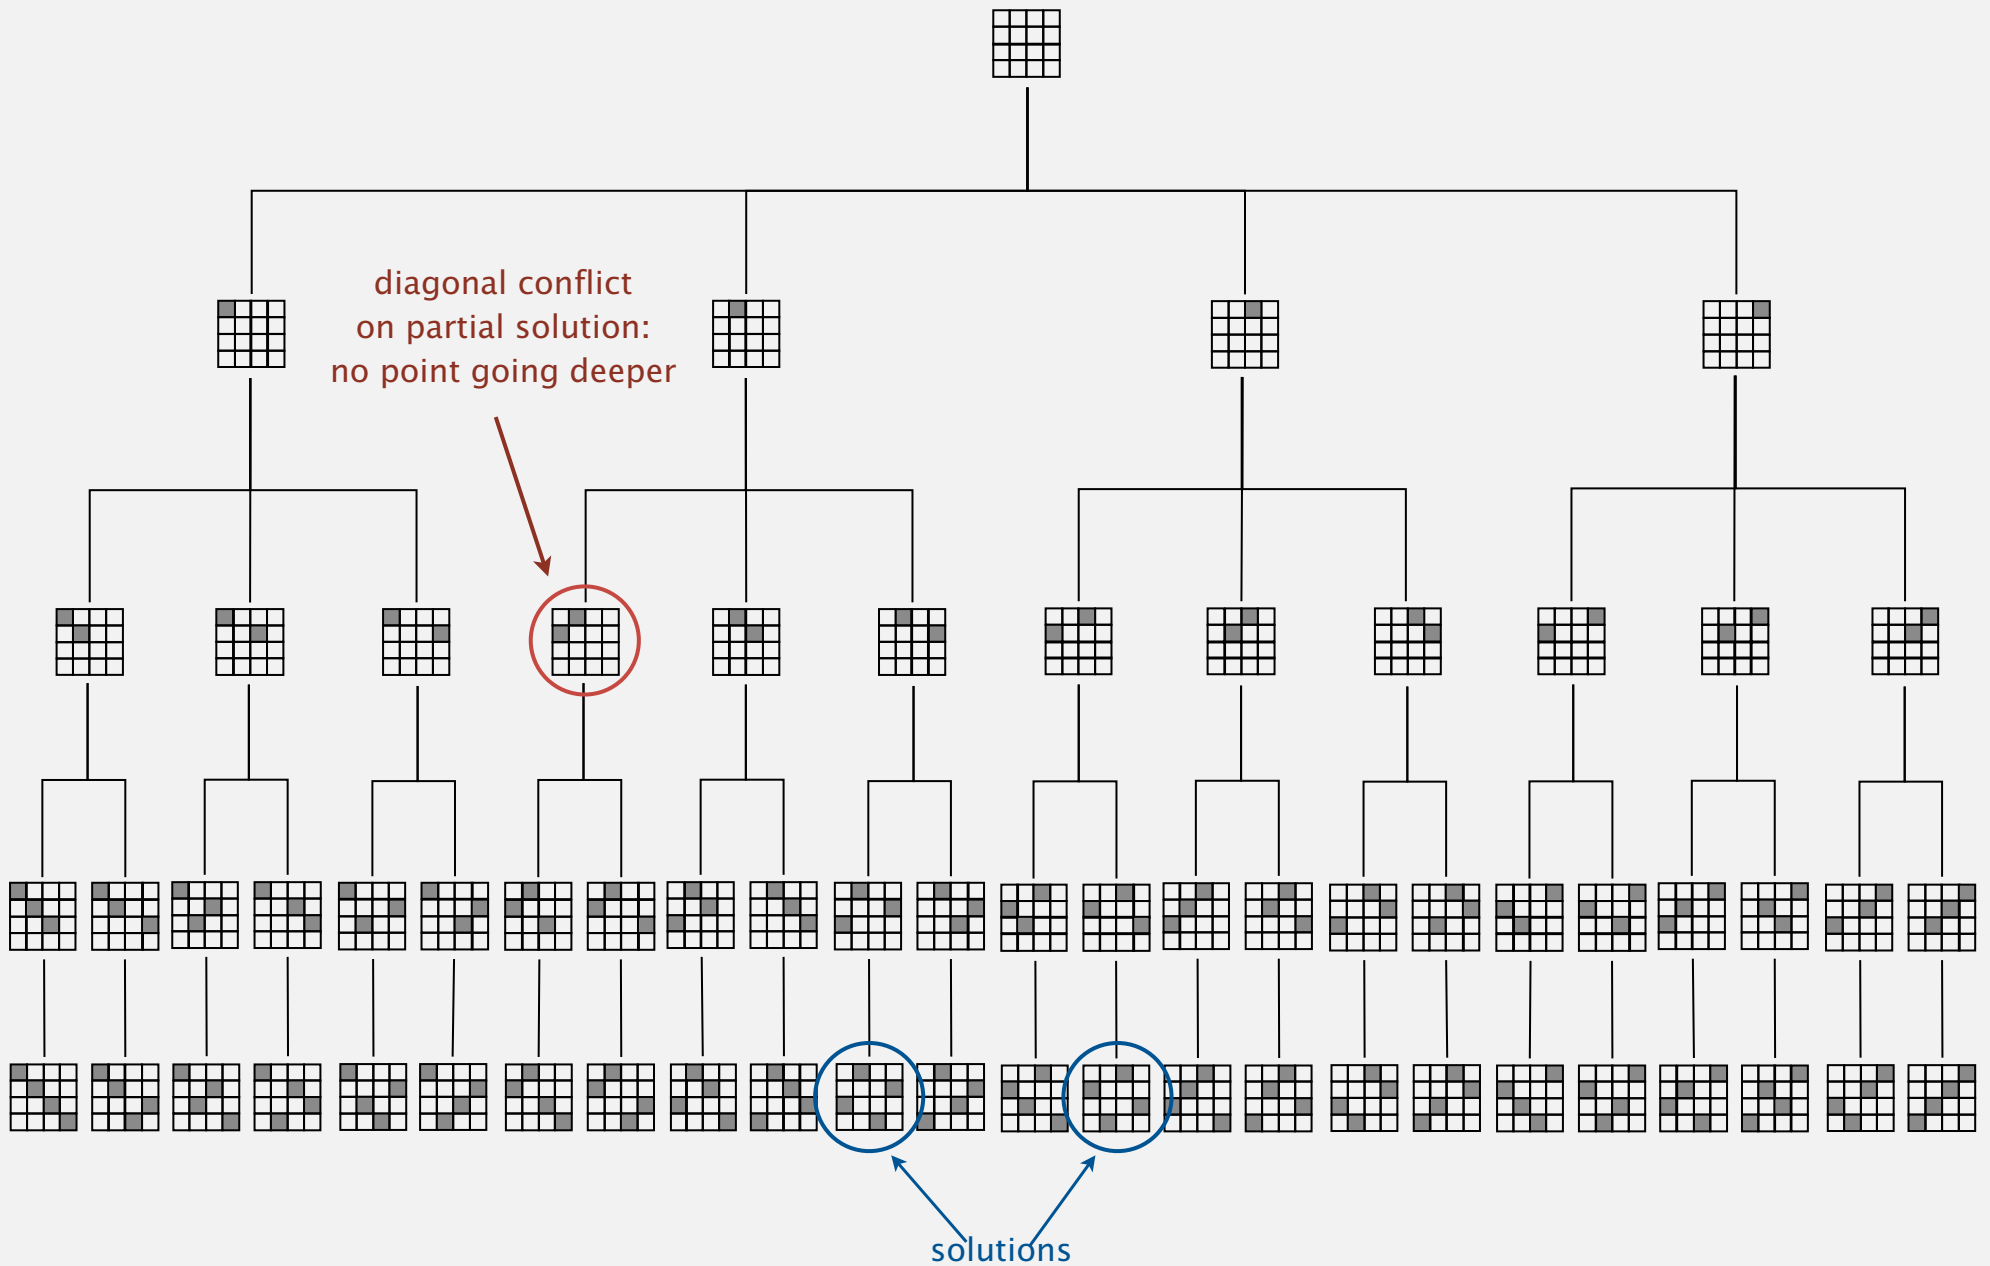 diagonal conflict
on partial solution:
no point going deeper
solutions